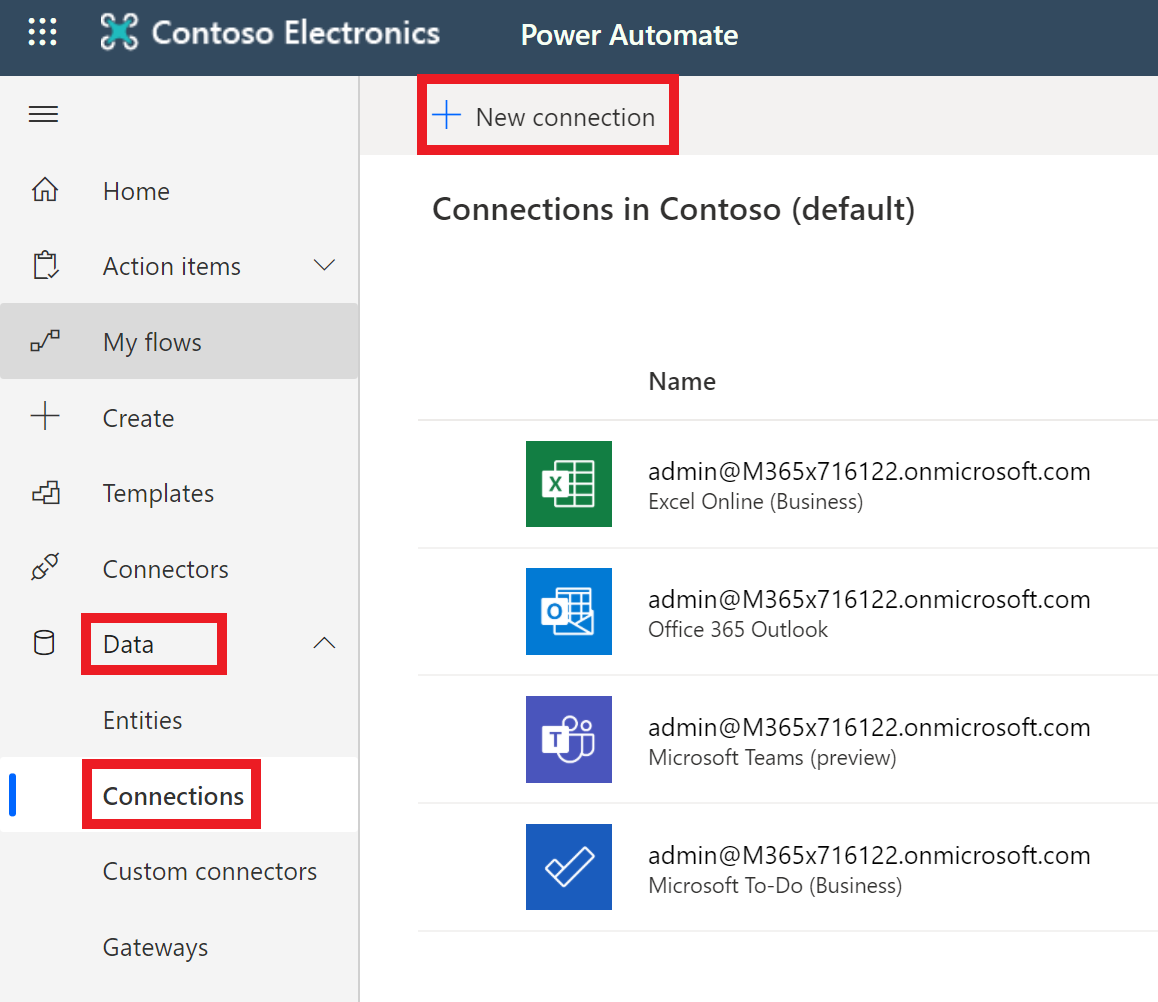 Contoso Electronics
Power Automate
New connection
Home
Action items
My flows
Create
Templates
Connectors
Data
Entities
Connections
Custom connectors
Gateways
Connections in Contoso (default)
Name
admin@M365x716122.onmicrosoft.com
Excel Online (Business)
admin@M365x716122.onmicrosoft.com
Office 365 Outlook
admin@M365x716122.onmicrosoft.com
Microsoft Teams (preview)
admin@M365x716122.onmicrosoft.com
Microsoft To-Do (Business)